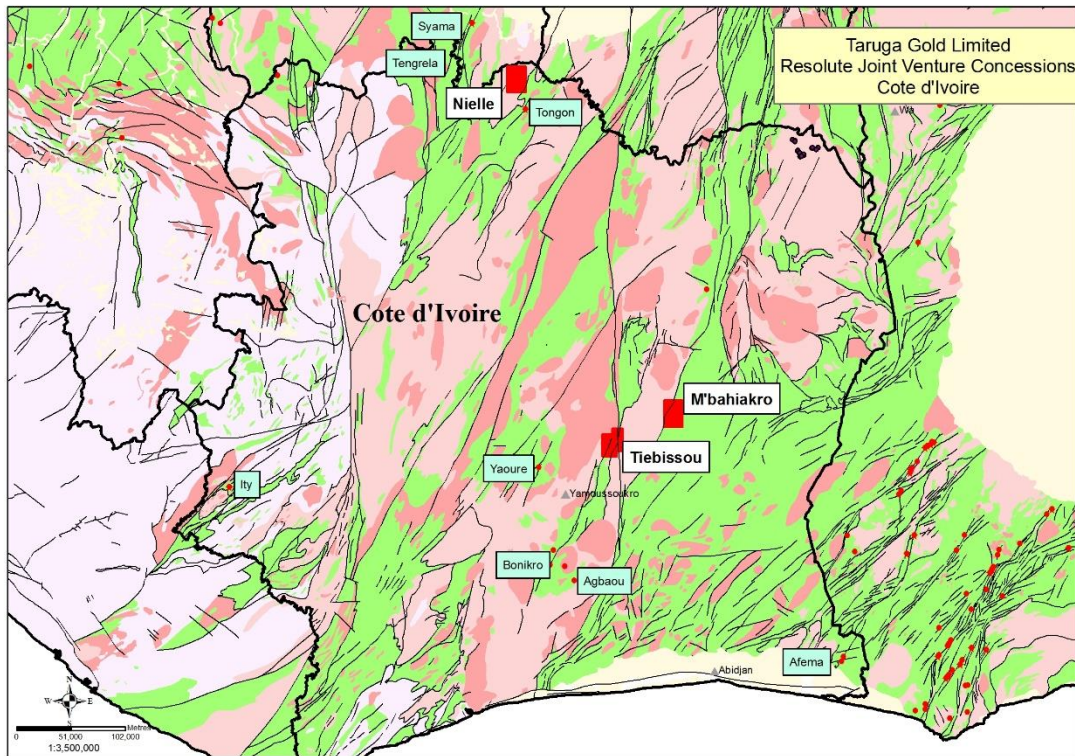 Syama
Tengrela
Taruga Gold Limited
Resolute Joint Venture Concessions
Cote d'Ivoire
Nielle
Tongon
Wa
Cote d'Ivoire
M'bahiakro
Tiebissou
Yaoure
Ity
Yamoussoukro
Bonikro
Agbaou
Afema
Abidjan
N
W E
S
Metres
0 51,000 102,000
1:3,500,000